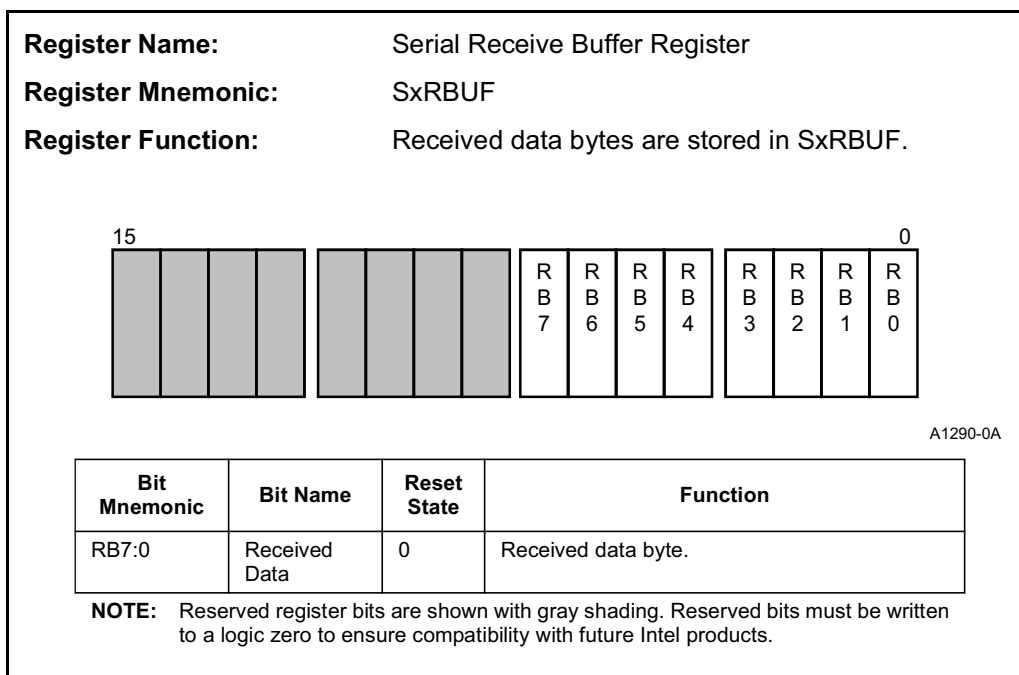 Register Name: Serial Receive Buffer Register
Register Mnemonic: SxRBUF
Register Function: Received data bytes are stored in SxRBUF.
15 0
R R R R R R R R
B B B B B B B B
7 6 5 4 3 2 1 0
A1290-0A
Bit Mnemonic Bit Name Reset State Function
RB7:0 Received Data 0 Received data byte.
NOTE: Reserved register bits are shown with gray shading. Reserved bits must be written
to a logic zero to ensure compatibility with future Intel products.